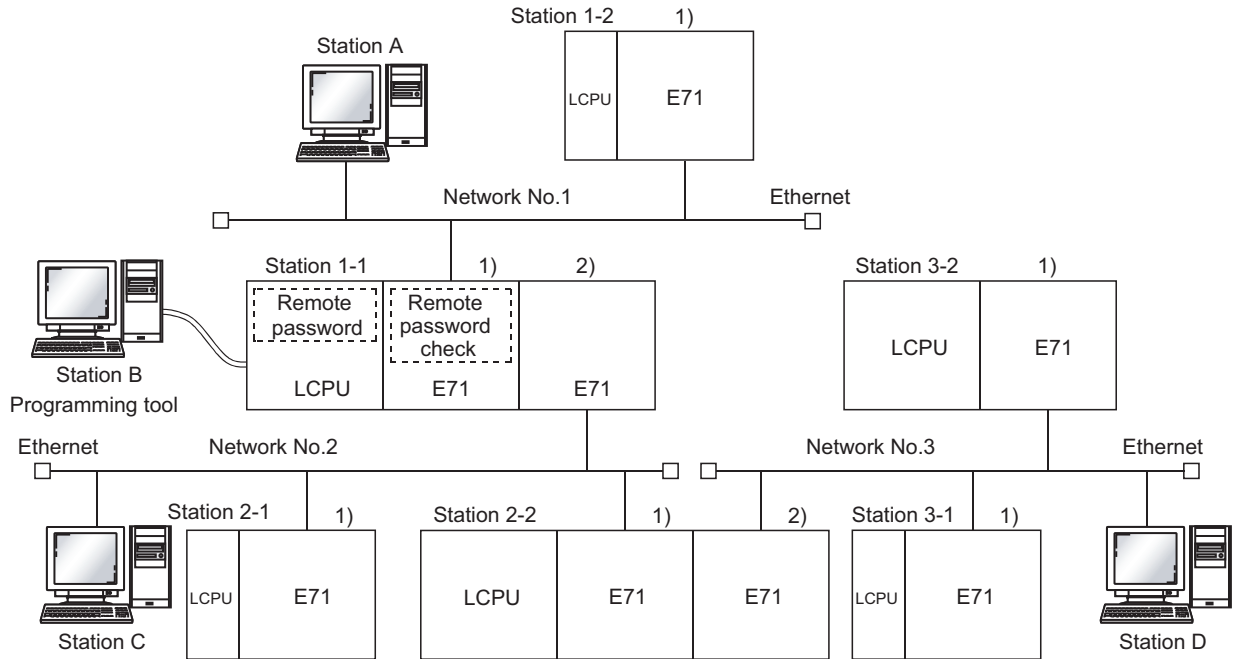 Station 1-2 1)
Station A
LCPU E71
Network No.1 Ethernet
Station 1-1 1) 2)
Station 3-2 1)
Remote password
Remote password check
LCPU E71 E71
LCPU E71
Station B
Programming tool
Ethernet Network No.2
Network No.3 Ethernet
Station 2-1 1)
Station 2-2 1) 2)
Station 3-1 1)
LCPU E71
LCPU E71 E71
LCPU E71
Station C
Station D